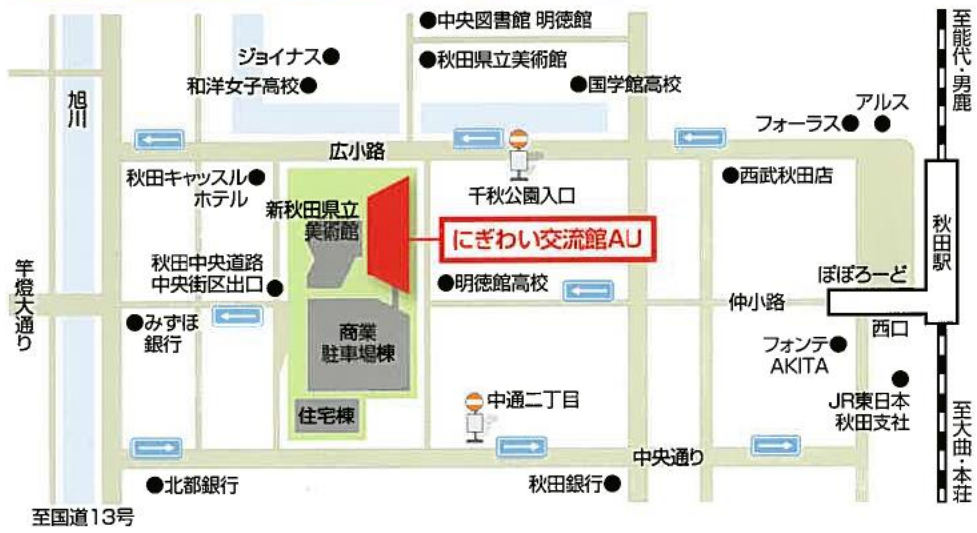 中央図書館 明徳館
秋田県立美術館
ジョイナス
和洋女子高校
国学館高校
至能代・男鹿
アルス
フォーラス
旭川
広小路
千秋公園入口
西武秋田店
秋田キャッスル
ホテル
新秋田県立
美術館
にぎわい交流館AU
秋田駅
秋田中央道路
中央街区出口
明徳館高校
ぽぽろーど
仲小路
西口
竿燈大通り
みずほ
銀行
商業
駐車場棟
フォンテ
AKITA
JR東日本
秋田支社
住宅棟
中通二丁目
中央通り
至大曲・本荘
北都銀行
秋田銀行
至国道13号